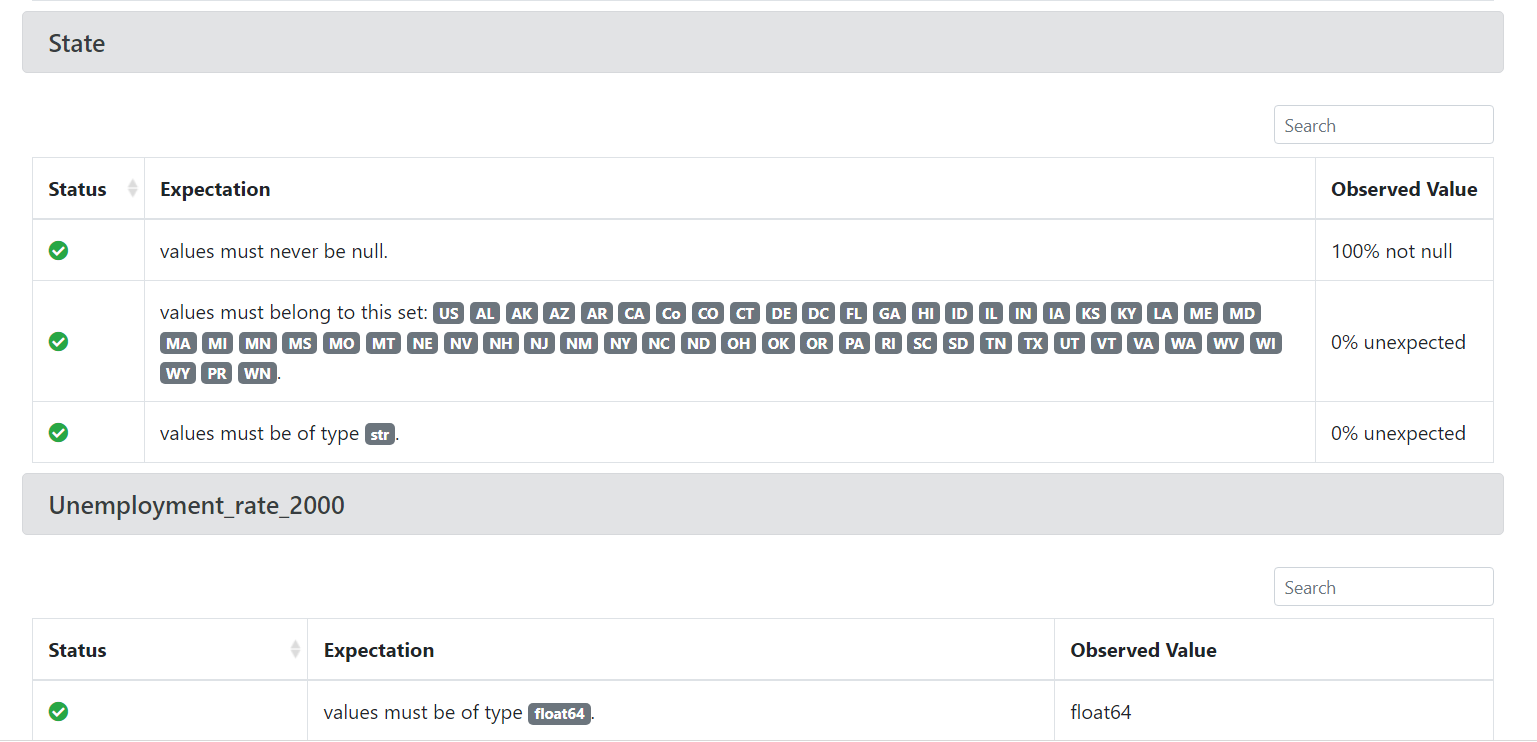 State
Search
Status Expectation Observed Value
values must never be null. 100% not null
values must belong to this set: US AL AK AZ AR CA Co CO CT DE DC FL GA HI ID IL IN IA KS KY LA ME MD
MA MI MN MS MO MT NE NV NH NJ NM NY NC ND OH OK OR PA RI SC SD TN TX UT VT VA WA WV WI
WY PR WN.
0% unexpected
values must be of type str. 0% unexpected
Unemployment_rate_2000
Search
Status Expectation Observed Value
values must be of type float64. float64